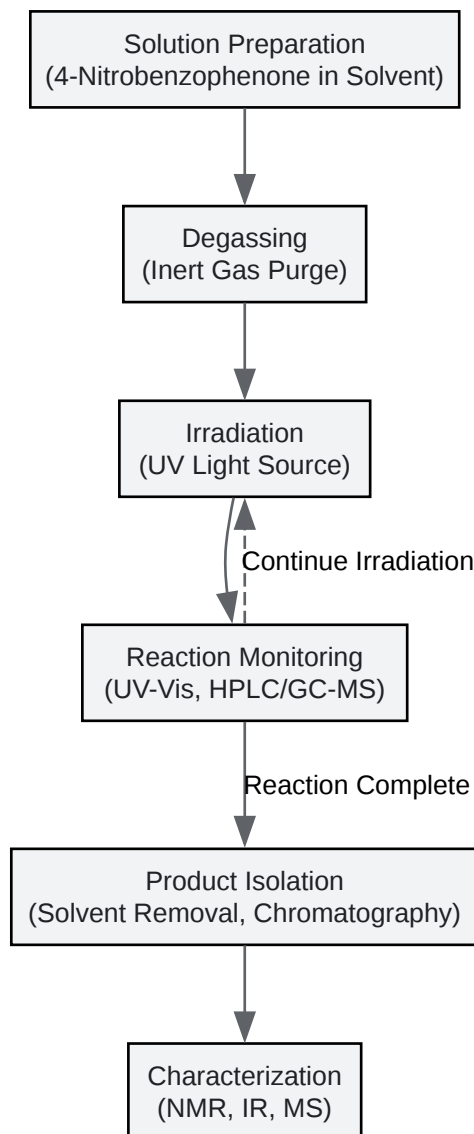 Solution Preparation
(4-Nitrobenzophenone in Solvent)
Degassing
(Inert Gas Purge)
Irradiation
(UV Light Source)
Continue Irradiation
Reaction Monitoring
(UV-Vis, HPLC/GC-MS)
Reaction Complete
Product Isolation
(Solvent Removal, Chromatography)
Characterization
(NMR, IR, MS)